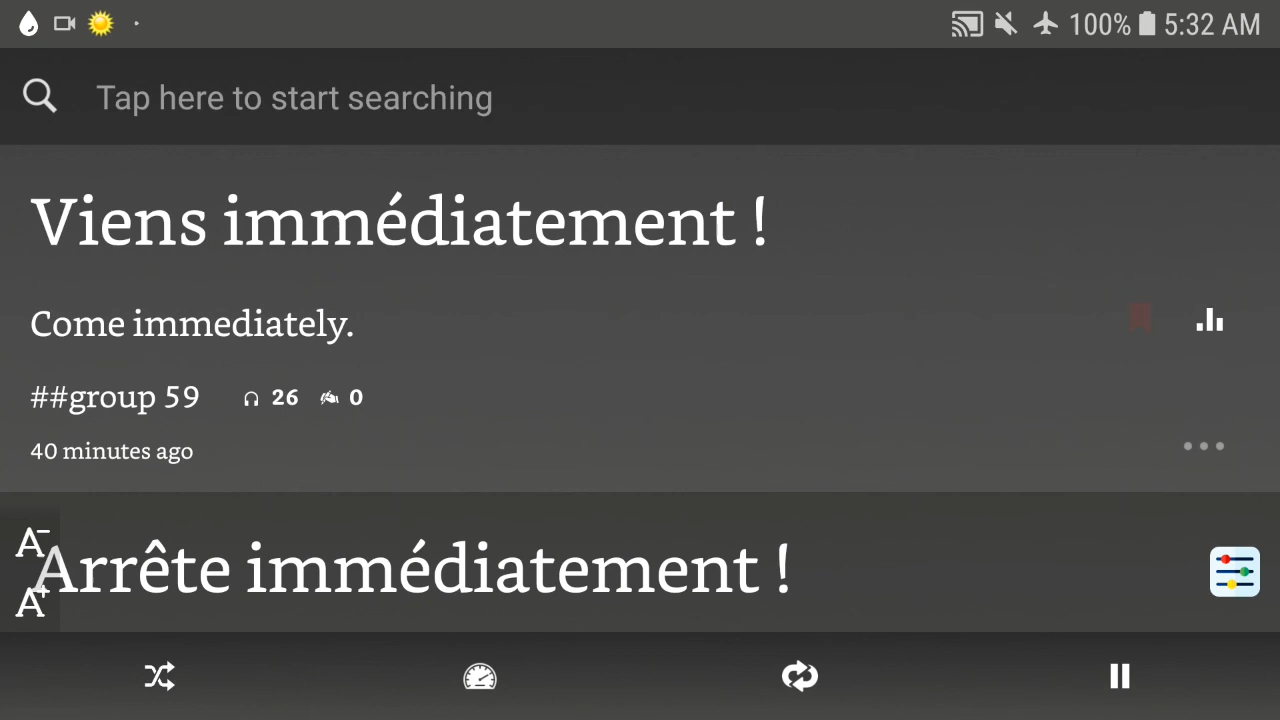 100% 5:32 AM
Tap here to start searching
Viens immédiatement !
Come immediately.
##group 59 26 0
40 minutes ago
A-
Arrête immédiatement !
A+